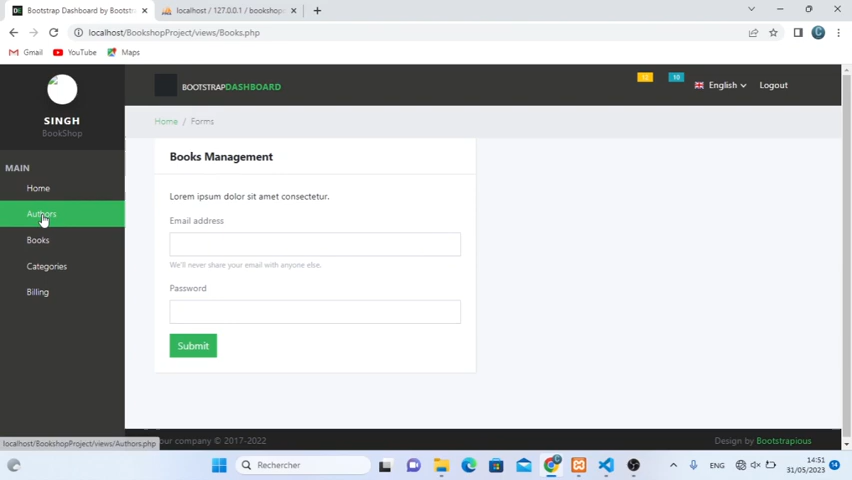 Bootstrap Dashboard by Bootstr
localhost / 127.0.0.1 / bookshop
localhost/BookshopProject/views/Books.php
Gmail
YouTube
Maps
C
SINGH
BookShop
MAIN
Home
Authors
Books
Categories
Billing
BOOTSTRAPDASHBOARD
12
10
English
Logout
Home / Forms
Books Management
Lorem ipsum dolor sit amet consectetur.
Email address
We'll never share your email with anyone else.
Password
Submit
our company © 2017-2022
Design by Bootstrapious
localhost/BookshopProject/views/Authors.php
Rechercher
ENG
14:51
31/05/2023